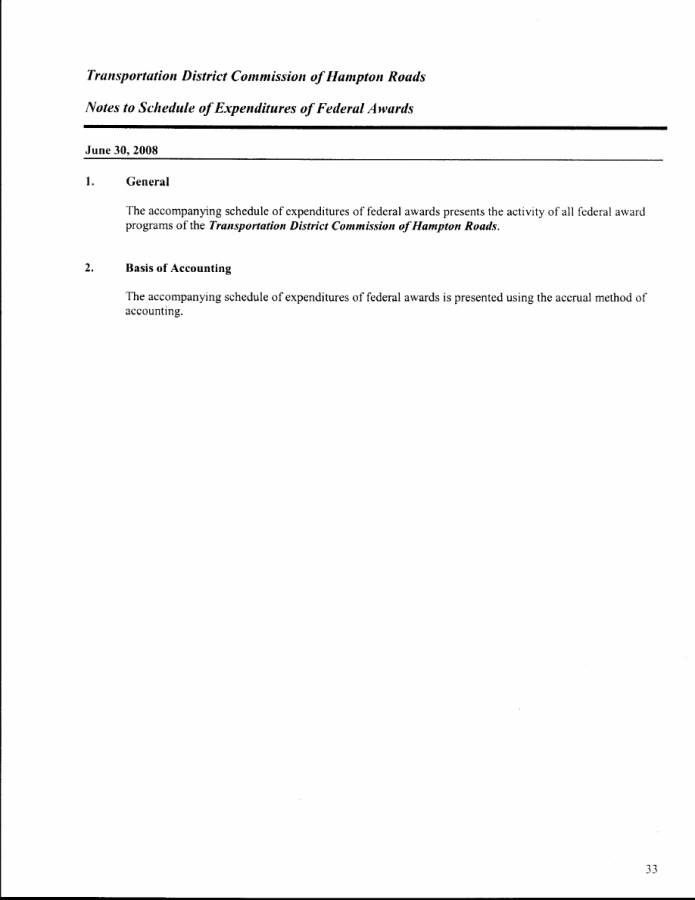 Transportation District Commission of Hampton Roads
Notes to Schedule of Expenditures of Federal Awards
June 30, 2008
1. General
The accompanying schedule of expenditures of federal awards presents the activity of all federal award
programs of the Transportation District Commission of Hampton Roads.
2. Basis of Accounting
The accompanying schedule of expenditures of federal awards is presented using the accrual method of
accounting.
33